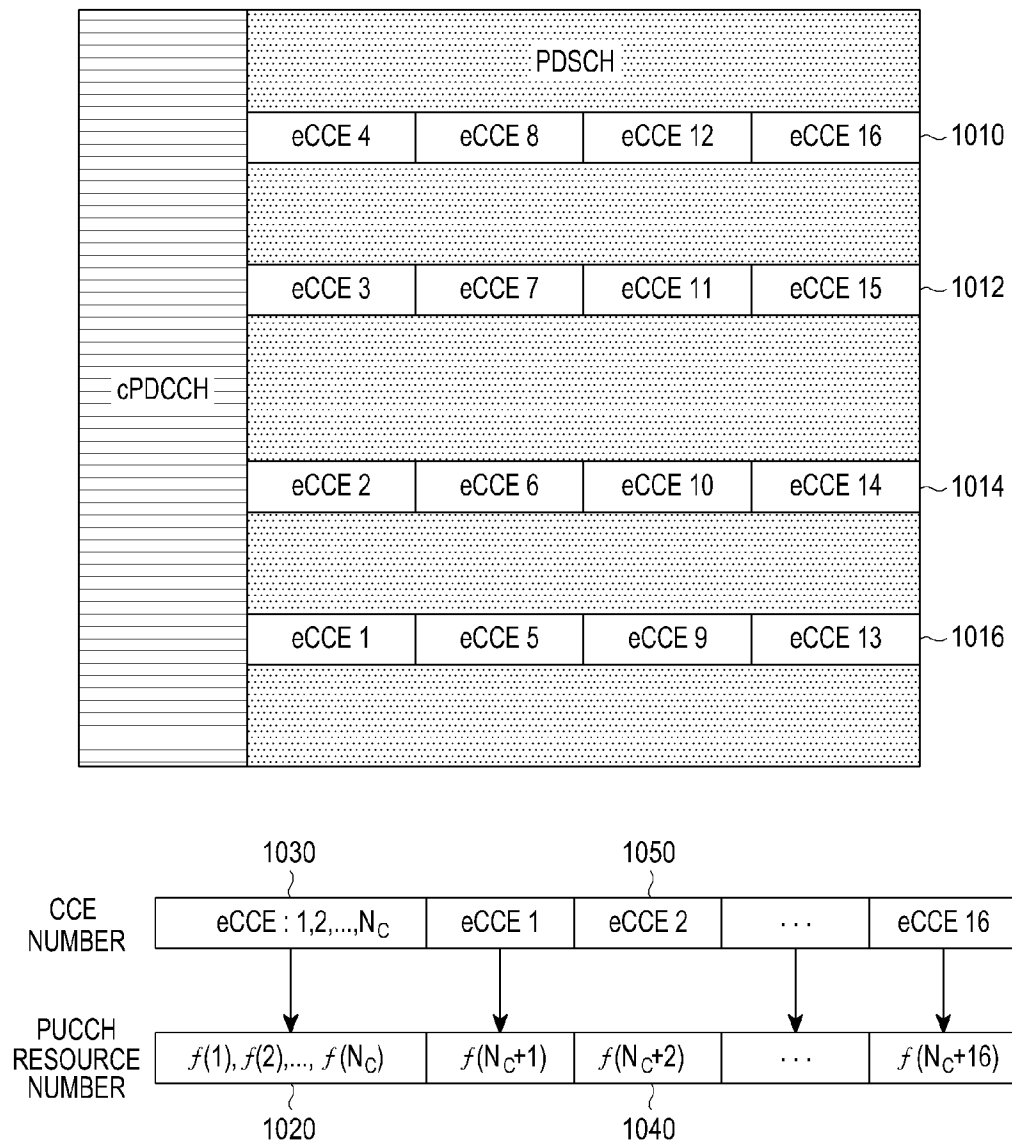 PDSCH
eCCE 4 eCCE 8 eCCE 12 eCCE 16 1010
eCCE 3 eCCE 7 eCCE 11 eCCE 15 1012
cPDCCH
eCCE 2 eCCE 6 eCCE 10 eCCE 14 1014
eCCE 1 eCCE 5 eCCE 9 eCCE 13 1016
1030 1050
CCE NUMBER
eCCE : 1,2,...,N_C eCCE 1 eCCE 2 ... eCCE 16
PUCCH RESOURCE NUMBER
f(1), f(2),..., f(N_C) f(N_C+1) f(N_C+2) ... f(N_C+16)
1020 1040